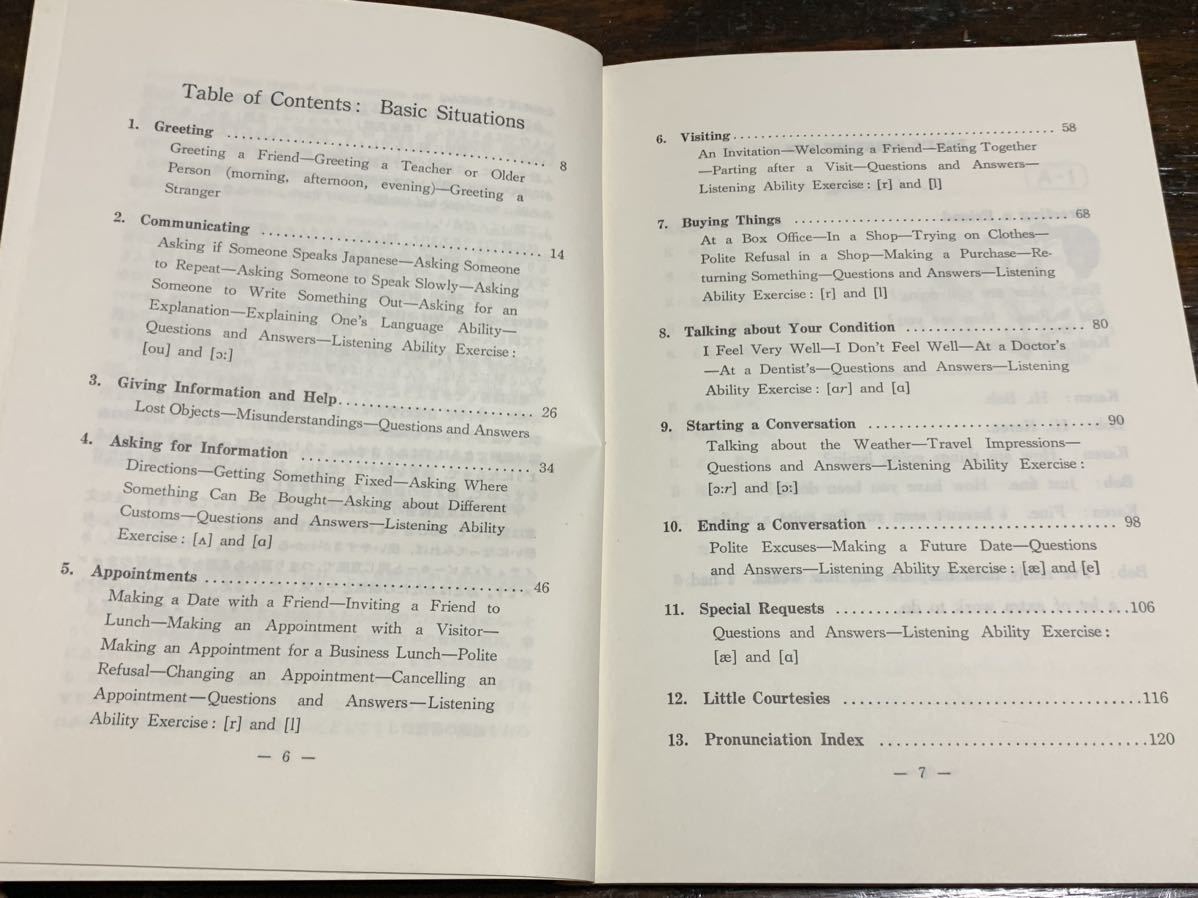 Table of Contents: Basic Situations
1. Greeting .......... 8
Greeting a Friend—Greeting a Teacher or Older
Person (morning, afternoon, evening)—Greeting a
Stranger
2. Communicating .......... 14
Asking if Someone Speaks Japanese—Asking Someone
to Repeat—Asking Someone to Speak Slowly—Asking
Someone to Write Something Out—Asking for an
Explanation—Explaining One's Language Ability—
Questions and Answers—Listening Ability Exercise:
[ou] and [ɔː]
3. Giving Information and Help .......... 26
Lost Objects—Misunderstandings—Questions and Answers
4. Asking for Information .......... 34
Directions—Getting Something Fixed—Asking Where
Something Can Be Bought—Asking about Different
Customs—Questions and Answers—Listening Ability
Exercise: [ʌ] and [ɑ]
5. Appointments .......... 46
Making a Date with a Friend—Inviting a Friend to
Lunch—Making an Appointment with a Visitor—
Making an Appointment for a Business Lunch—Polite
Refusal—Changing an Appointment—Cancelling an
Appointment—Questions and Answers—Listening
Ability Exercise: [r] and [l]
— 6 —
6. Visiting .......... 58
An Invitation—Welcoming a Friend—Eating Together
—Parting after a Visit—Questions and Answers—
Listening Ability Exercise: [r] and [l]
7. Buying Things .......... 68
At a Box Office—In a Shop—Trying on Clothes—
Polite Refusal in a Shop—Making a Purchase—Re-
turning Something—Questions and Answers—Listening
Ability Exercise: [r] and [l]
8. Talking about Your Condition .......... 80
I Feel Very Well—I Don't Feel Well—At a Doctor's
—At a Dentist's—Questions and Answers—Listening
Ability Exercise: [ɑr] and [ɑ]
9. Starting a Conversation .......... 90
Talking about the Weather—Travel Impressions—
Questions and Answers—Listening Ability Exercise:
[ɔːr] and [ɔː]
10. Ending a Conversation .......... 98
Polite Excuses—Making a Future Date—Questions
and Answers—Listening Ability Exercise: [æ] and [e]
11. Special Requests .......... 106
Questions and Answers—Listening Ability Exercise:
[æ] and [ɑ]
12. Little Courtesies .......... 116
13. Pronunciation Index .......... 120
— 7 —